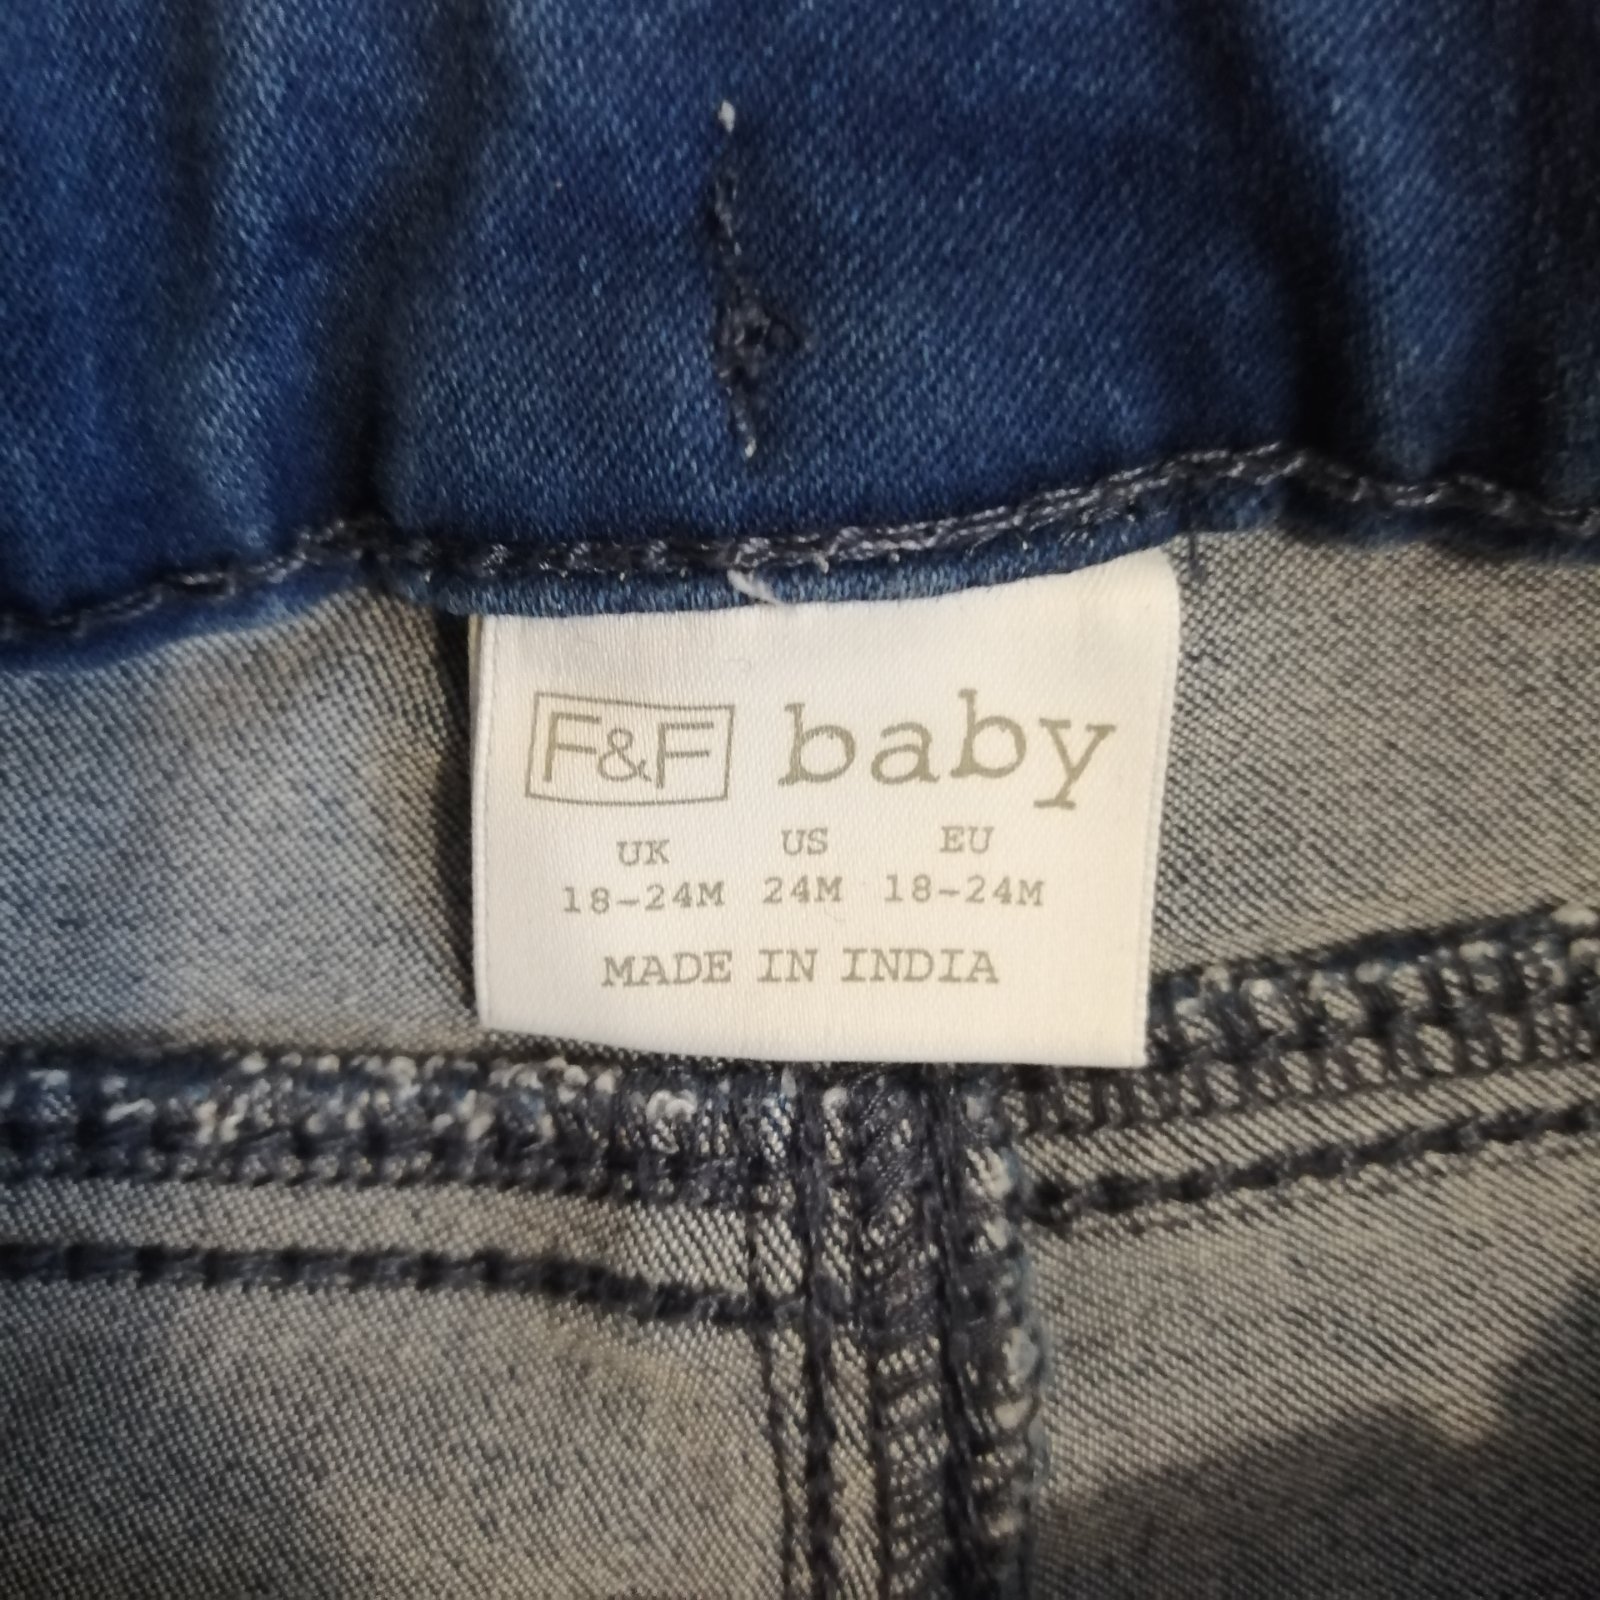 F&F baby
UK US EU
18-24M 24M 18-24M
MADE IN INDIA